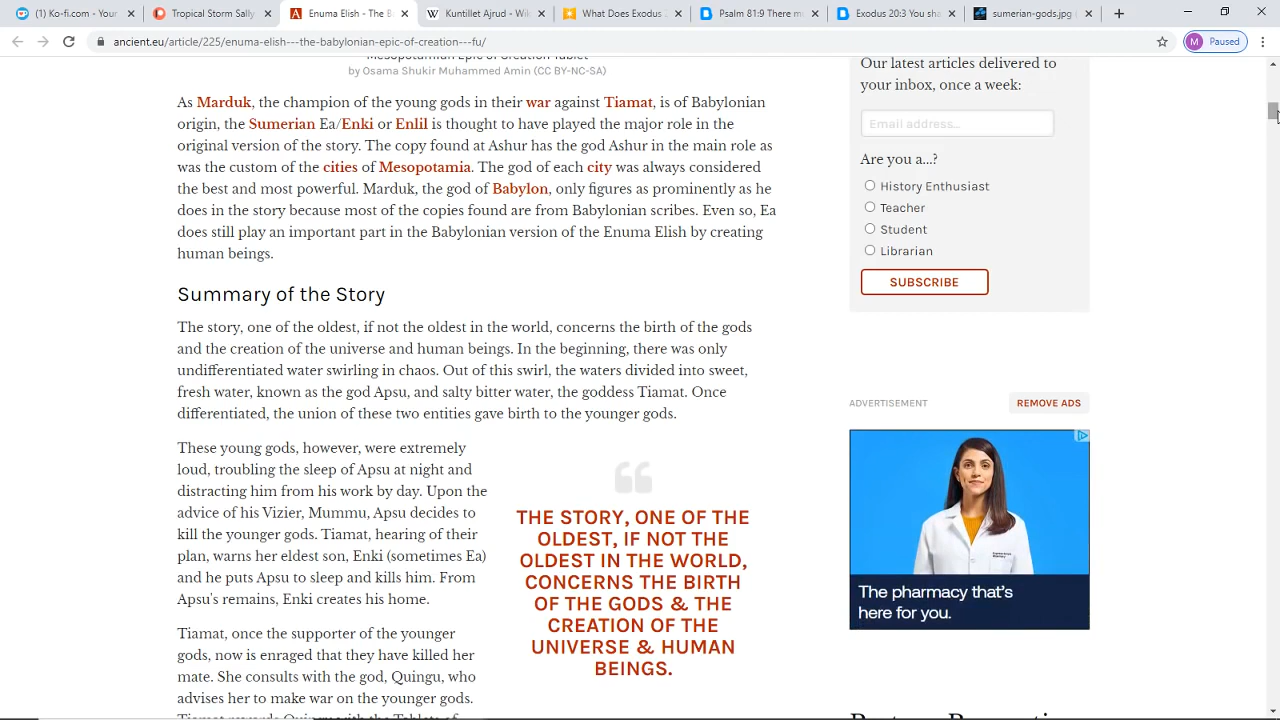 Ko-fi.com - Your
Tropical Storm Sally
Enuma Elish - The B
Kuntillet Ajrud - Wi
What Does Exodus
Psalm 81:9 There m
Exodus 20:3 You sha
sumerian-gods.jpg (
ancient.eu/article/225/enuma-elish---the-babylonian-epic-of-creation---fu/
M Paused
Mesopotamian Epic of Creation Tablet
by Osama Shukir Muhammed Amin (CC BY-NC-SA)
As Marduk, the champion of the young gods in their war against Tiamat, is of Babylonian
origin, the Sumerian Ea/Enki or Enlil is thought to have played the major role in the
original version of the story. The copy found at Ashur has the god Ashur in the main role as
was the custom of the cities of Mesopotamia. The god of each city was always considered
the best and most powerful. Marduk, the god of Babylon, only figures as prominently as he
does in the story because most of the copies found are from Babylonian scribes. Even so, Ea
does still play an important part in the Babylonian version of the Enuma Elish by creating
human beings.
Summary of the Story
The story, one of the oldest, if not the oldest in the world, concerns the birth of the gods
and the creation of the universe and human beings. In the beginning, there was only
undifferentiated water swirling in chaos. Out of this swirl, the waters divided into sweet,
fresh water, known as the god Apsu, and salty bitter water, the goddess Tiamat. Once
differentiated, the union of these two entities gave birth to the younger gods.
These young gods, however, were extremely
loud, troubling the sleep of Apsu at night and
distracting him from his work by day. Upon the
advice of his Vizier, Mummu, Apsu decides to
kill the younger gods. Tiamat, hearing of their
plan, warns her eldest son, Enki (sometimes Ea)
and he puts Apsu to sleep and kills him. From
Apsu's remains, Enki creates his home.
Tiamat, once the supporter of the younger
gods, now is enraged that they have killed her
mate. She consults with the god, Quingu, who
advises her to make war on the younger gods.
Tiamat rewards Quingu with the Tablets of
THE STORY, ONE OF THE
OLDEST, IF NOT THE
OLDEST IN THE WORLD,
CONCERNS THE BIRTH
OF THE GODS & THE
CREATION OF THE
UNIVERSE & HUMAN
BEINGS.
Our latest articles delivered to
your inbox, once a week:
Email address...
Are you a...?
History Enthusiast
Teacher
Student
Librarian
SUBSCRIBE
ADVERTISEMENT
REMOVE ADS
The pharmacy that's
here for you.